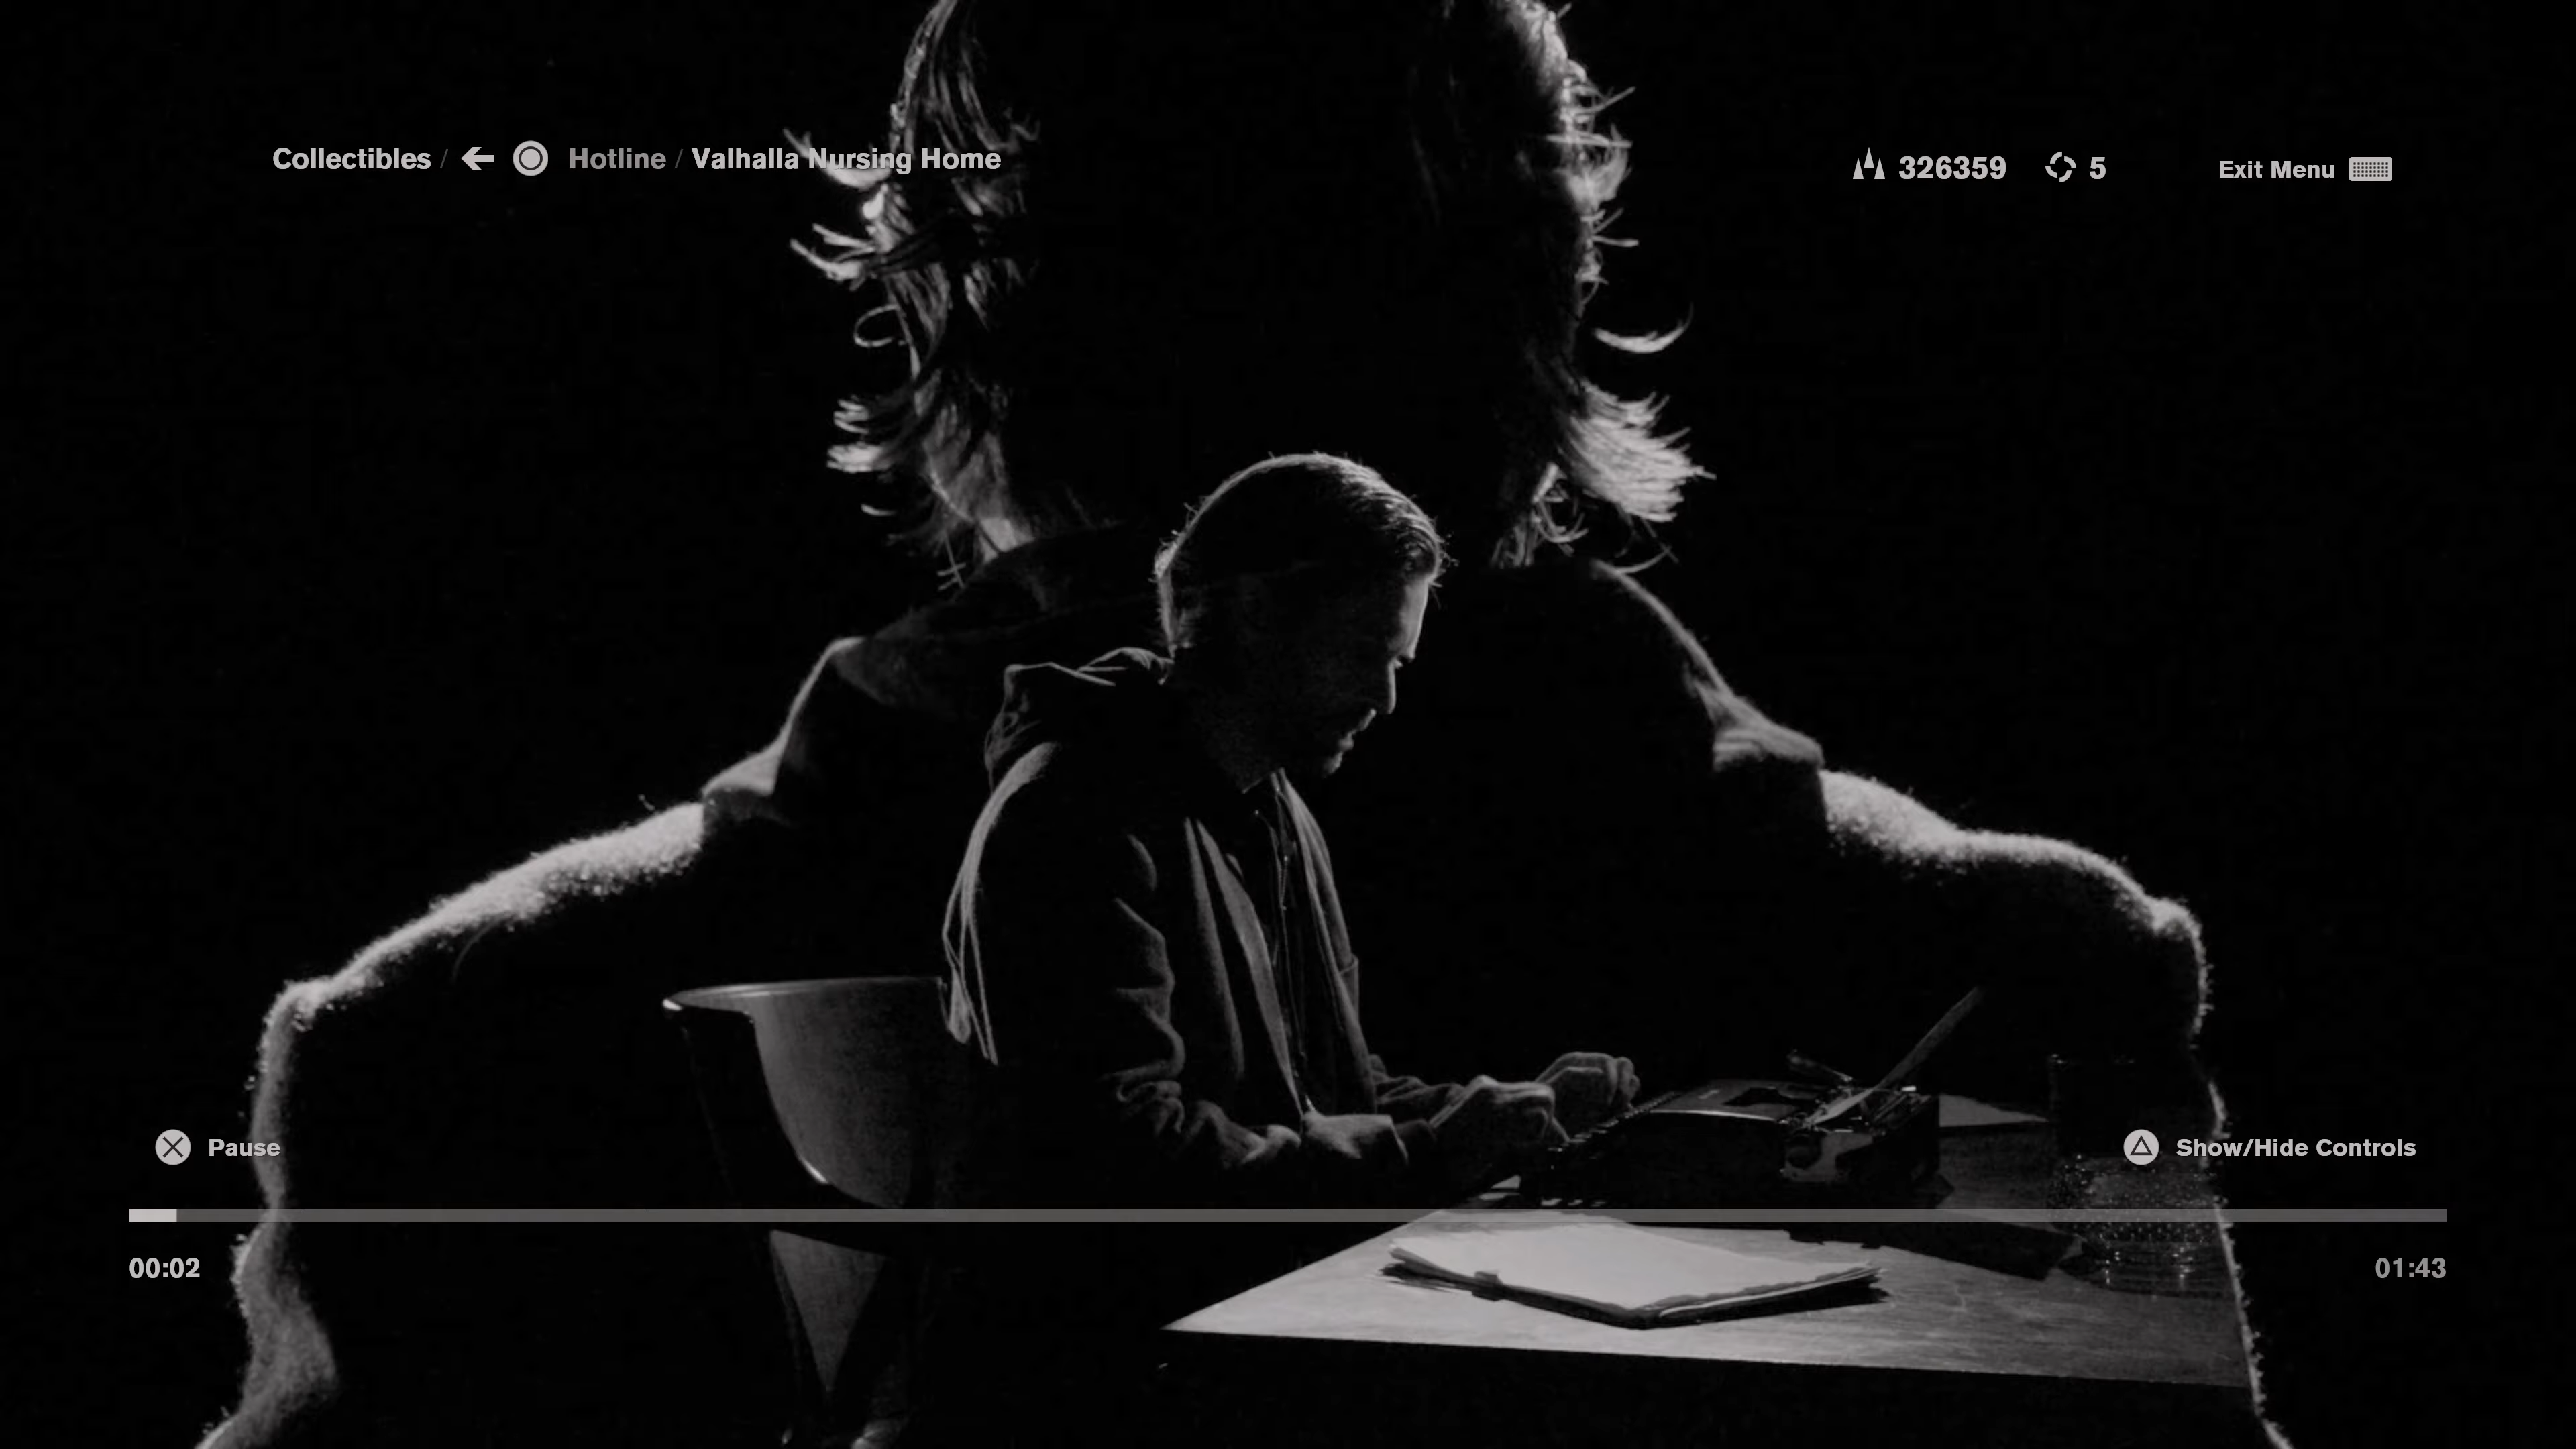 Collectibles / Hotline / Valhalla Nursing Home
326359 5 Exit Menu
Pause
Show/Hide Controls
00:02
01:43